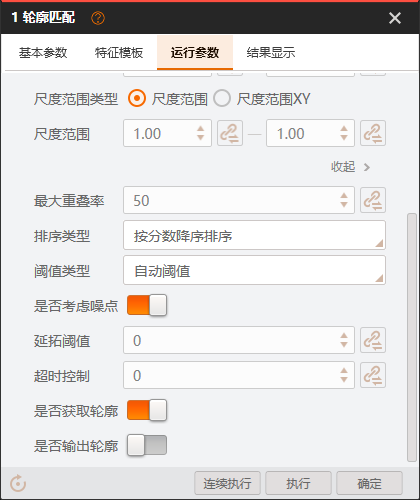 1 轮廓匹配
基本参数 特征模板 运行参数 结果显示
尺度范围类型 尺度范围 尺度范围XY
尺度范围 1.00 — 1.00
收起
最大重叠率 50
排序类型 按分数降序排序
阈值类型 自动阈值
是否考虑噪点
延拓阈值 0
超时控制 0
是否获取轮廓
是否输出轮廓
连续执行 执行 确定